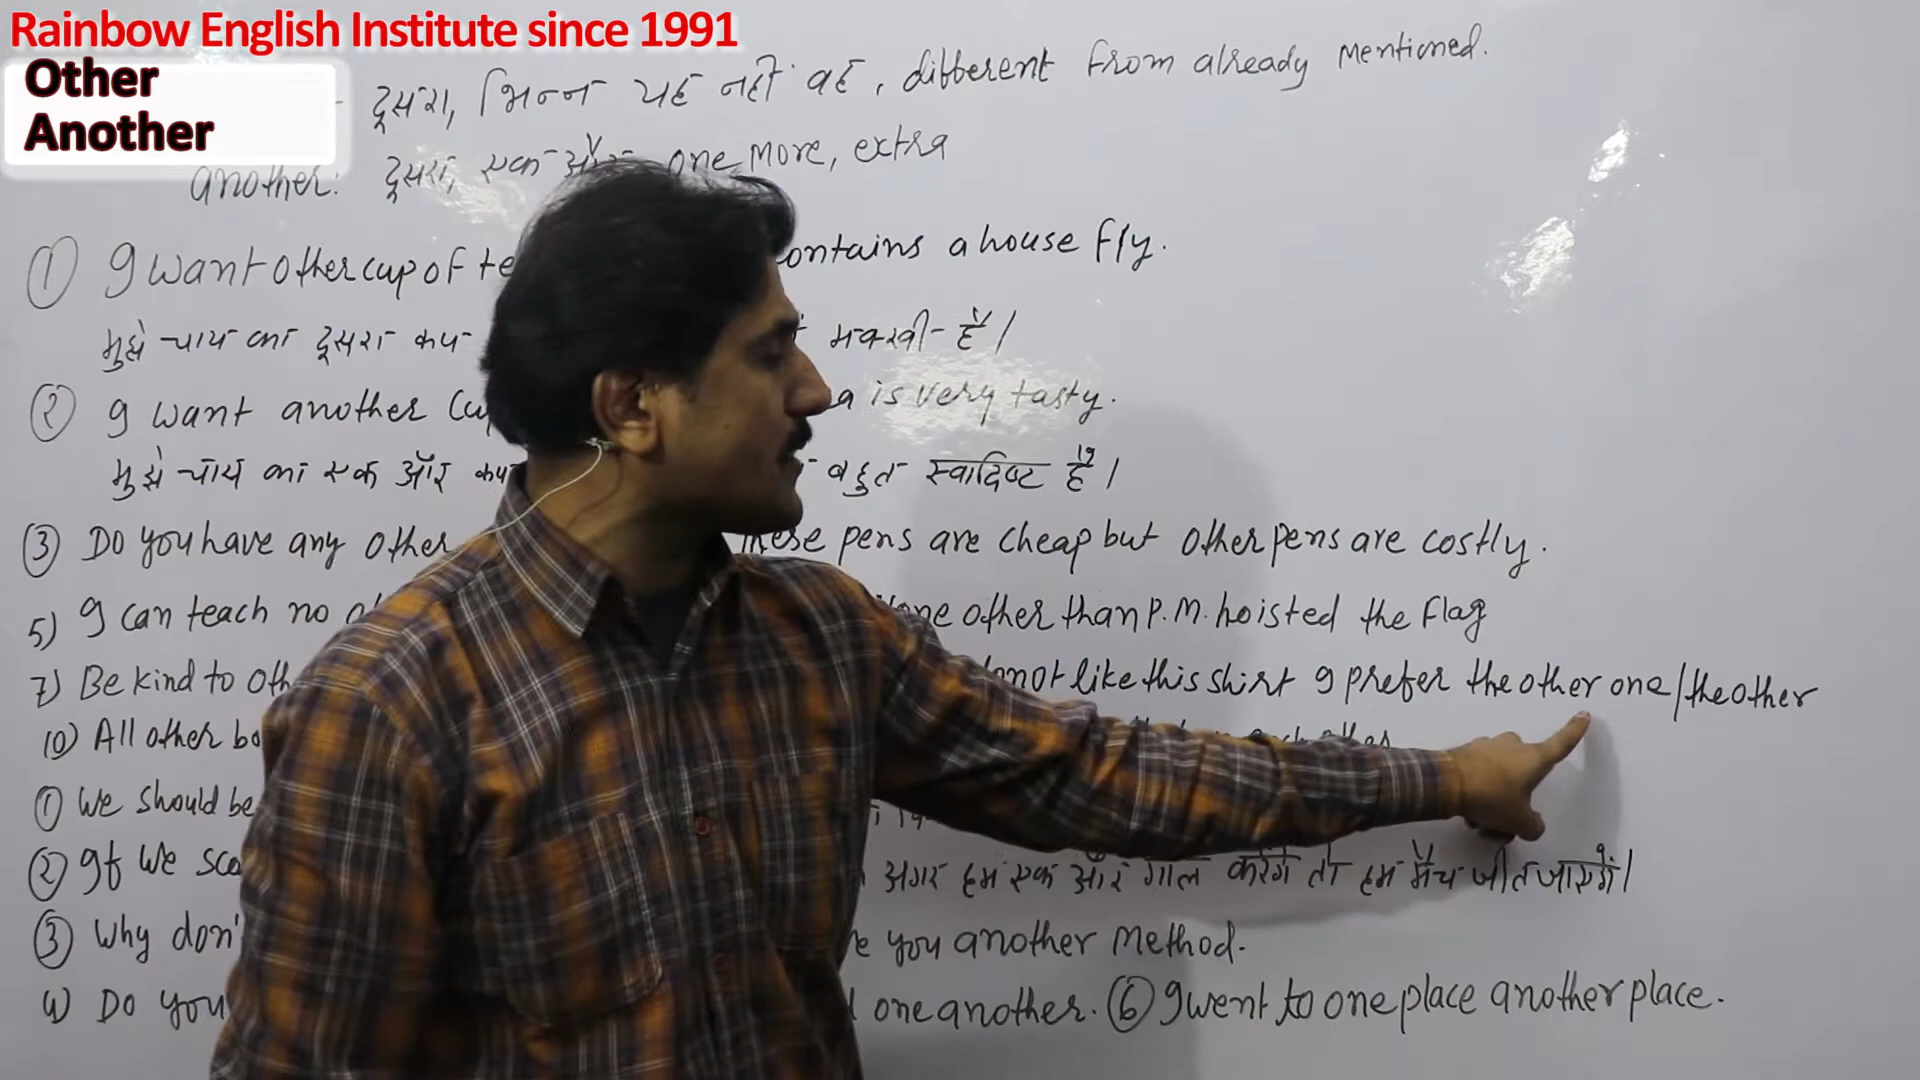 Rainbow English Institute since 1991
Other
Another
दूसरा, भिन्न यह नहीं वह, different from already mentioned.
another: दूसरा, एक और, one more, extra
① I want other cup of te contains a house fly.
मुझे चाय का दूसरा कप मक्खी है।
② I want another cup is very tasty.
मुझे चाय का एक और कप बहुत स्वादिष्ट है।
③ Do you have any other these pens are cheap but other pens are costly.
5) I can teach no other than P.M. hoisted the flag
7) Be kind to oth not like this shirt I prefer the other one/the other
10) All other each other
① We should be
② If we sco अगर हम एक और गोल करेंगे तो हम मैच जीत जाएगें।
③ Why don' you another method.
Do you one another. ⑥ I went to one place another place.